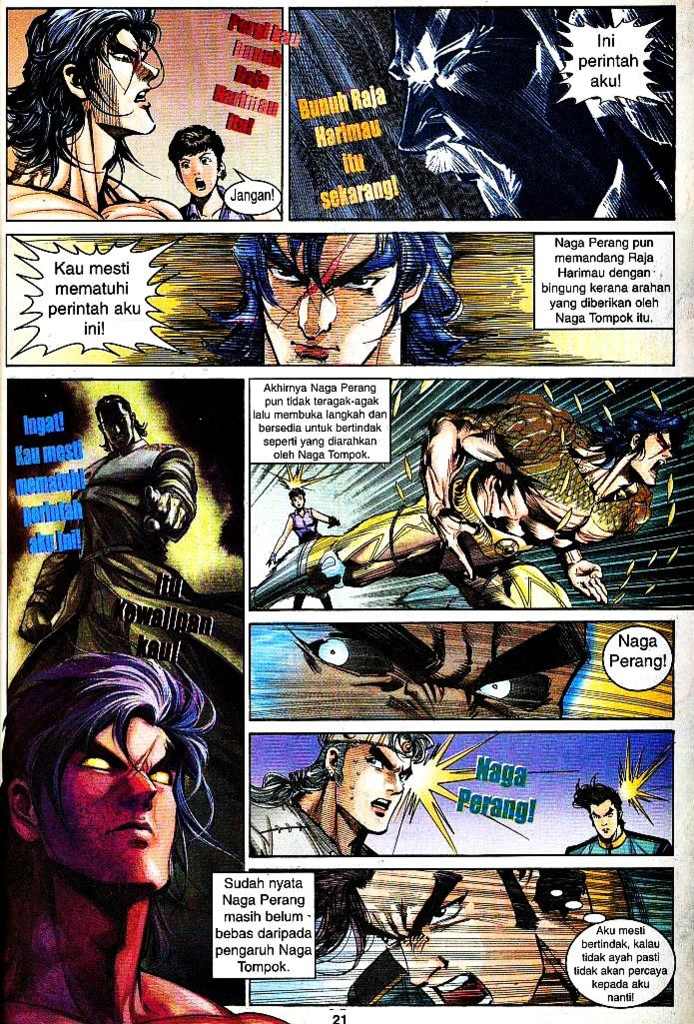 Pergi kau
bunuh
Raja
Harimau
itu!
Jangan!
Bunuh Raja
Harimau
itu
sekarang!
Ini
perintah
aku!
Kau mesti
mematuhi
perintah aku
ini!
Naga Perang pun
memandang Raja
Harimau dengan
bingung kerana arahan
yang diberikan oleh
Naga Tompok itu.
Ingat!
Kau mesti
mematuhi
perintah
aku ini!
Itu
kewajipan
kau!
Akhirnya Naga Perang
pun tidak teragak-agak
lalu membuka langkah dan
bersedia untuk bertindak
seperti yang diarahkan
oleh Naga Tompok.
Naga
Perang!
Naga
Perang!
Sudah nyata
Naga Perang
masih belum
bebas daripada
pengaruh Naga
Tompok.
Aku mesti
bertindak, kalau
tidak ayah pasti
tidak akan percaya
kepada aku
nanti!
21